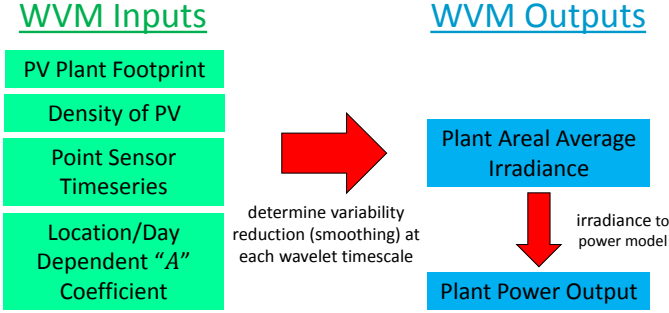 WVM Inputs
PV Plant Footprint
Density of PV
Point Sensor
Timeseries
Location/Day
Dependent “A”
Coefficient
determine variability
reduction (smoothing) at
each wavelet timescale
WVM Outputs
Plant Areal Average
Irradiance
irradiance to
power model
Plant Power Output